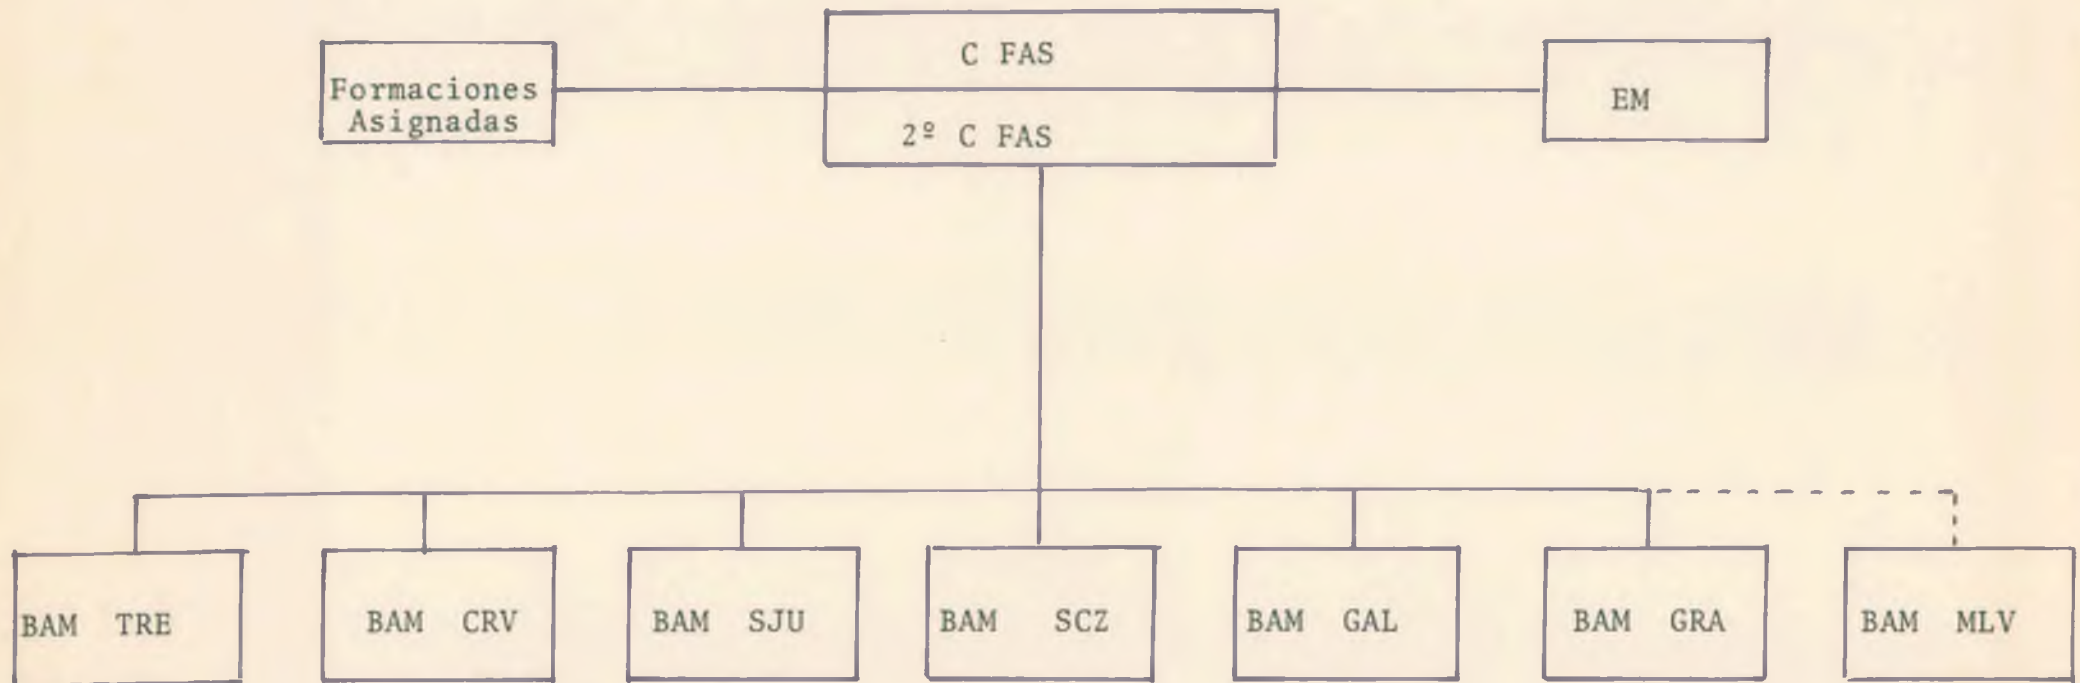 C FAS
Formaciones
Asignadas
EM
2º C FAS
BAM TRE
BAM CRV
BAM SJU
BAM SCZ
BAM GAL
BAM GRA
BAM MLV